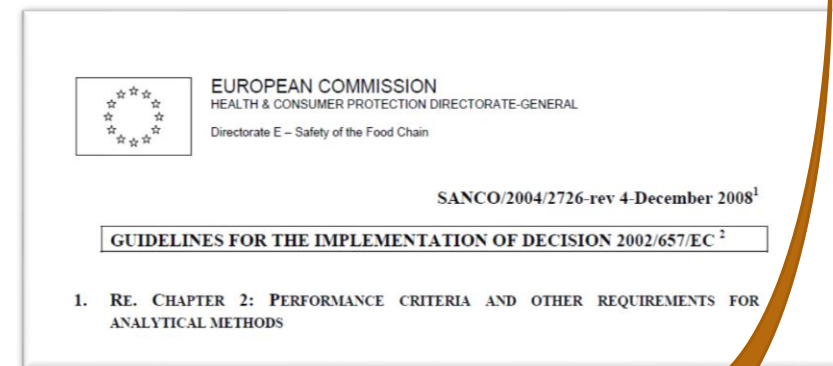 EUROPEAN COMMISSION
HEALTH & CONSUMER PROTECTION DIRECTORATE-GENERAL
Directorate E – Safety of the Food Chain
SANCO/2004/2726-rev 4-December 2008¹
GUIDELINES FOR THE IMPLEMENTATION OF DECISION 2002/657/EC ²
1. RE. CHAPTER 2: PERFORMANCE CRITERIA AND OTHER REQUIREMENTS FOR
ANALYTICAL METHODS